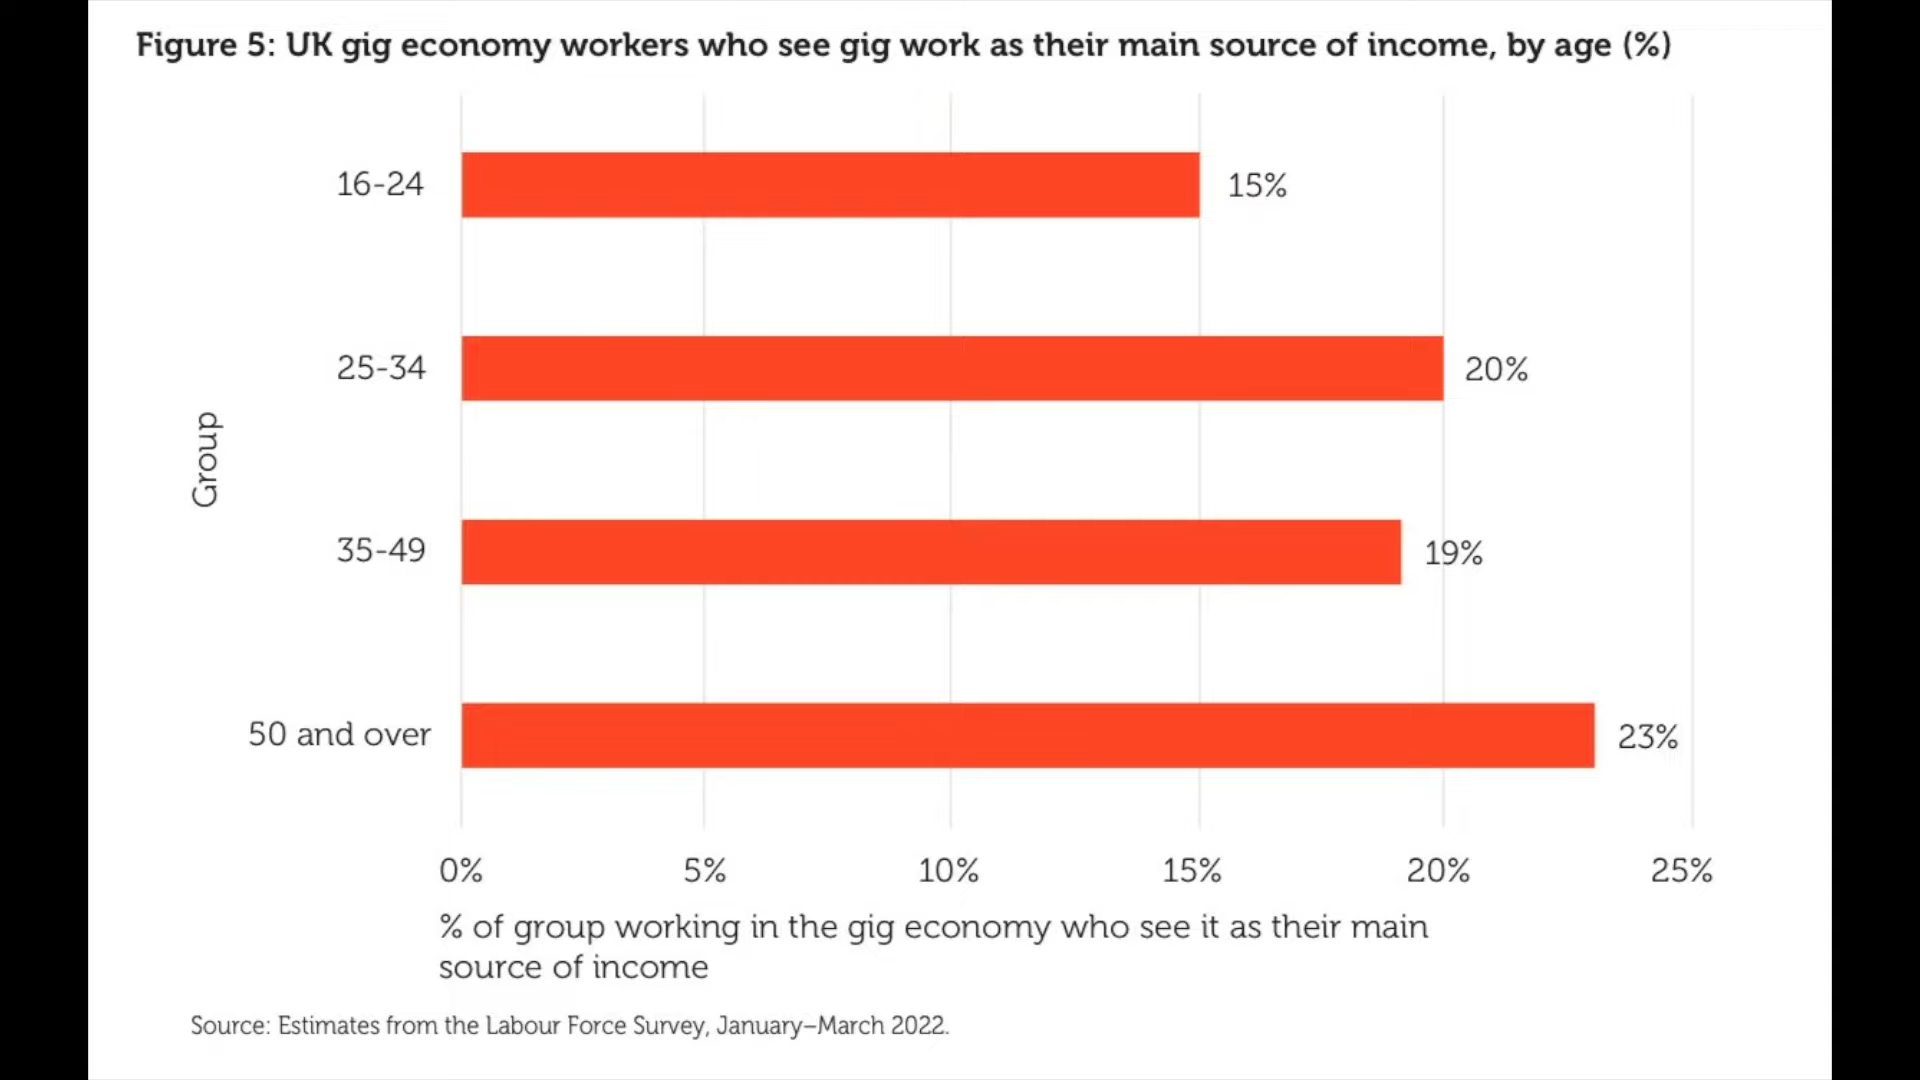 Figure 5: UK gig economy workers who see gig work as their main source of income, by age (%)
Group
16-24
15%
25-34
20%
35-49
19%
50 and over
23%
0% 5% 10% 15% 20% 25%
% of group working in the gig economy who see it as their main
source of income
Source: Estimates from the Labour Force Survey, January–March 2022.